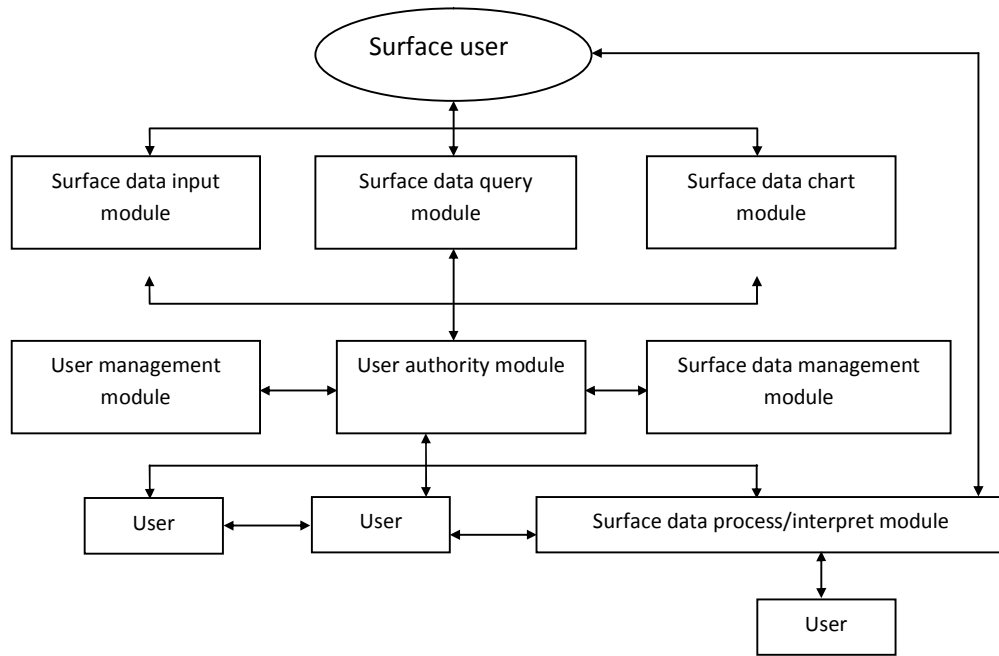 Surface user
Surface data input
module
Surface data query
module
Surface data chart
module
User management
module
User authority module
Surface data management
module
User
User
Surface data process/interpret module
User